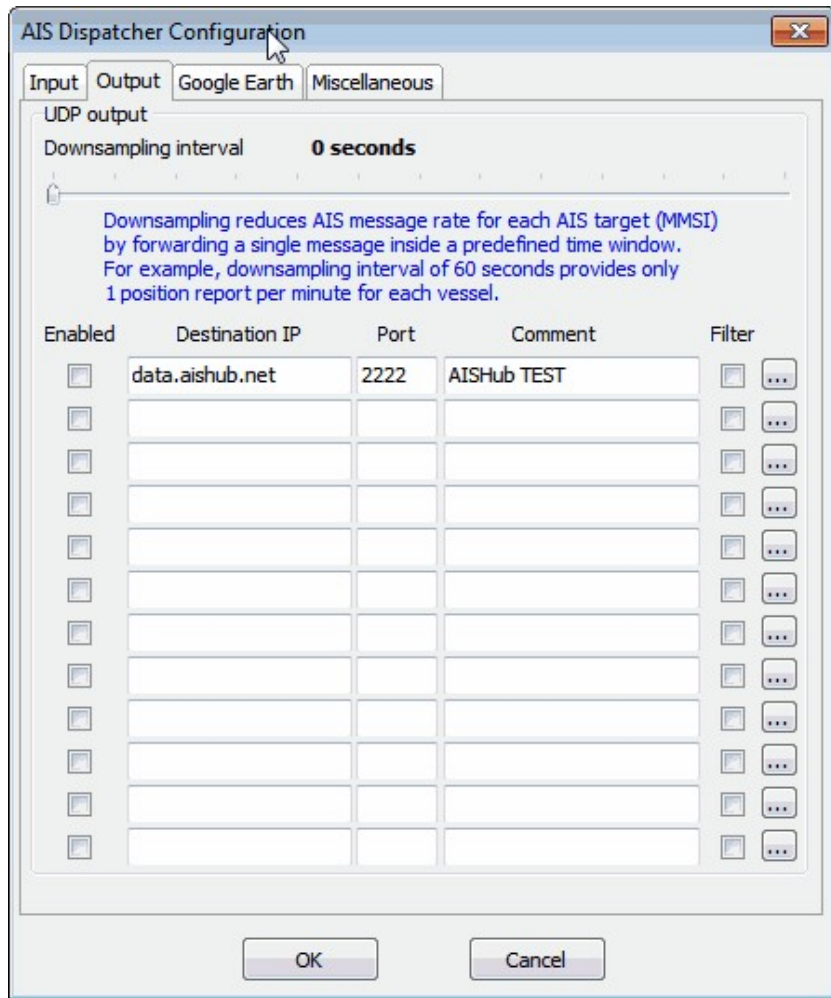 AIS Dispatcher Configuration
Input Output Google Earth Miscellaneous
UDP output
Downsampling interval 0 seconds
Downsampling reduces AIS message rate for each AIS target (MMSI)
by forwarding a single message inside a predefined time window.
For example, downsampling interval of 60 seconds provides only
1 position report per minute for each vessel.
Enabled Destination IP Port Comment Filter
data.aishub.net 2222 AISHub TEST ...
...
...
...
...
...
...
...
...
...
...
...
OK Cancel